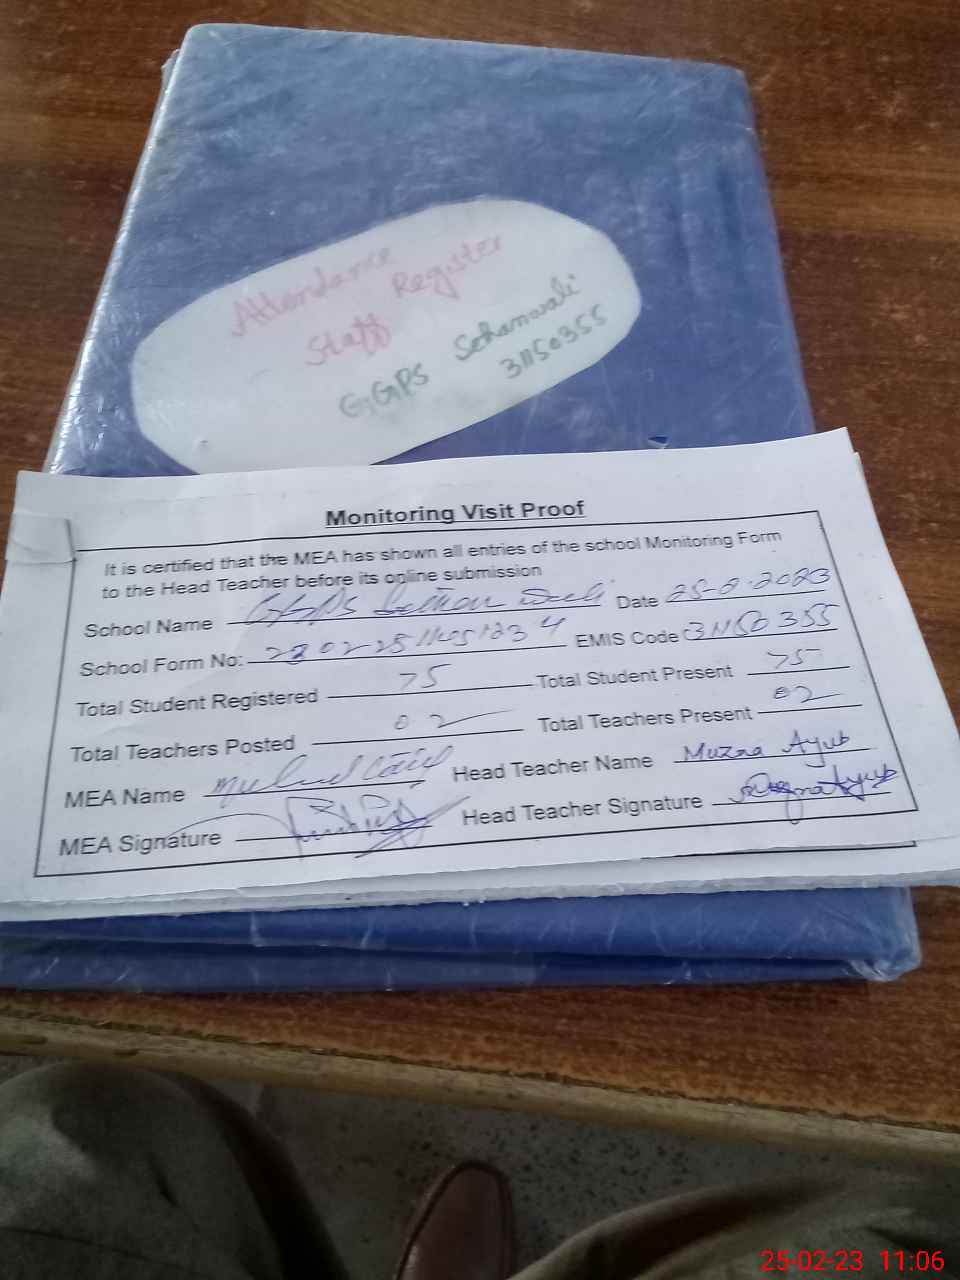 Attendance
Register
Staff
GGPS Sehanwali
31150355
Monitoring Visit Proof
It is certified that the MEA has shown all entries of the school Monitoring Form
to the Head Teacher before its online submission
School Name GGPS Date 25-2-2023
School Form No: EMIS Code 31150355
Total Student Registered 75 Total Student Present 75
Total Teachers Posted 02 Total Teachers Present 02
MEA Name Head Teacher Name Muzna Ayub
MEA Signature Head Teacher Signature
25-02-23 11:06